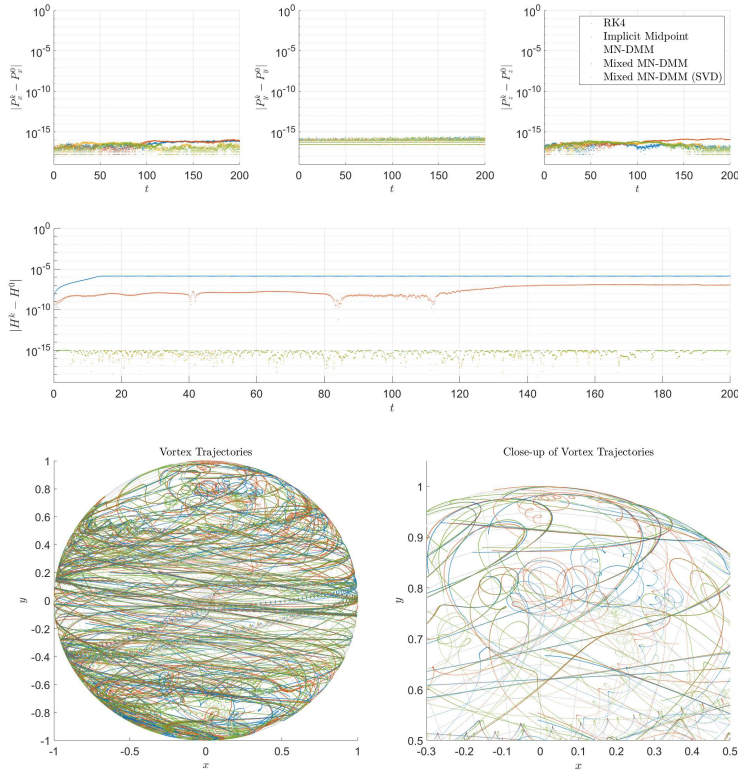 10^0
10^-5
10^-10
10^-15
|P_x^k − P_x^0|
0 50 100 150 200
t
10^0
10^-5
10^-10
10^-15
|P_y^k − P_y^0|
0 50 100 150 200
t
10^0
10^-5
10^-10
10^-15
|P_z^k − P_z^0|
0 50 100 150 200
t
RK4
Implicit Midpoint
MN-DMM
Mixed MN-DMM
Mixed MN-DMM (SVD)
10^0
10^-5
10^-10
10^-15
|H^k − H^0|
0 20 40 60 80 100 120 140 160 180 200
t
Vortex Trajectories
1
0.8
0.6
0.4
0.2
0
-0.2
-0.4
-0.6
-0.8
-1
y
-1 -0.5 0 0.5 1
x
Close-up of Vortex Trajectories
1
0.9
0.8
0.7
0.6
0.5
y
-0.3 -0.2 -0.1 0 0.1 0.2 0.3 0.4 0.5
x